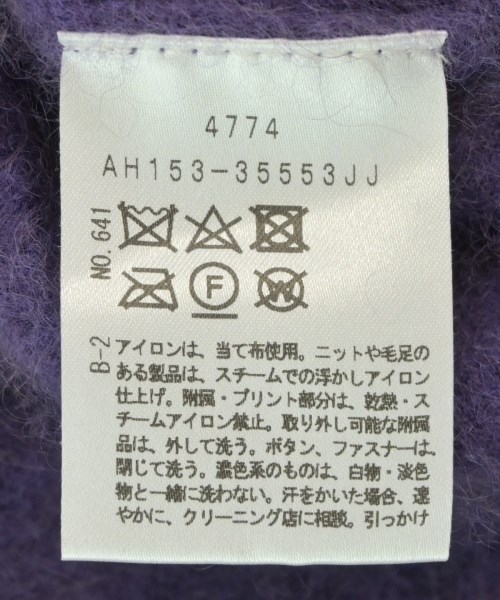 4774
AH153-35553JJ
NO.641
F
W
B-2
アイロンは、当て布使用。ニットや毛足の
ある製品は、スチームでの浮かしアイロン
仕上げ。附属・プリント部分は、乾熱・ス
チームアイロン禁止。取り外し可能な附属
品は、外して洗う。ボタン、ファスナーは、
閉じて洗う。濃色系のものは、白物・淡色
物と一緒に洗わない。汗をかいた場合、速
やかに、クリーニング店に相談。引っかけ